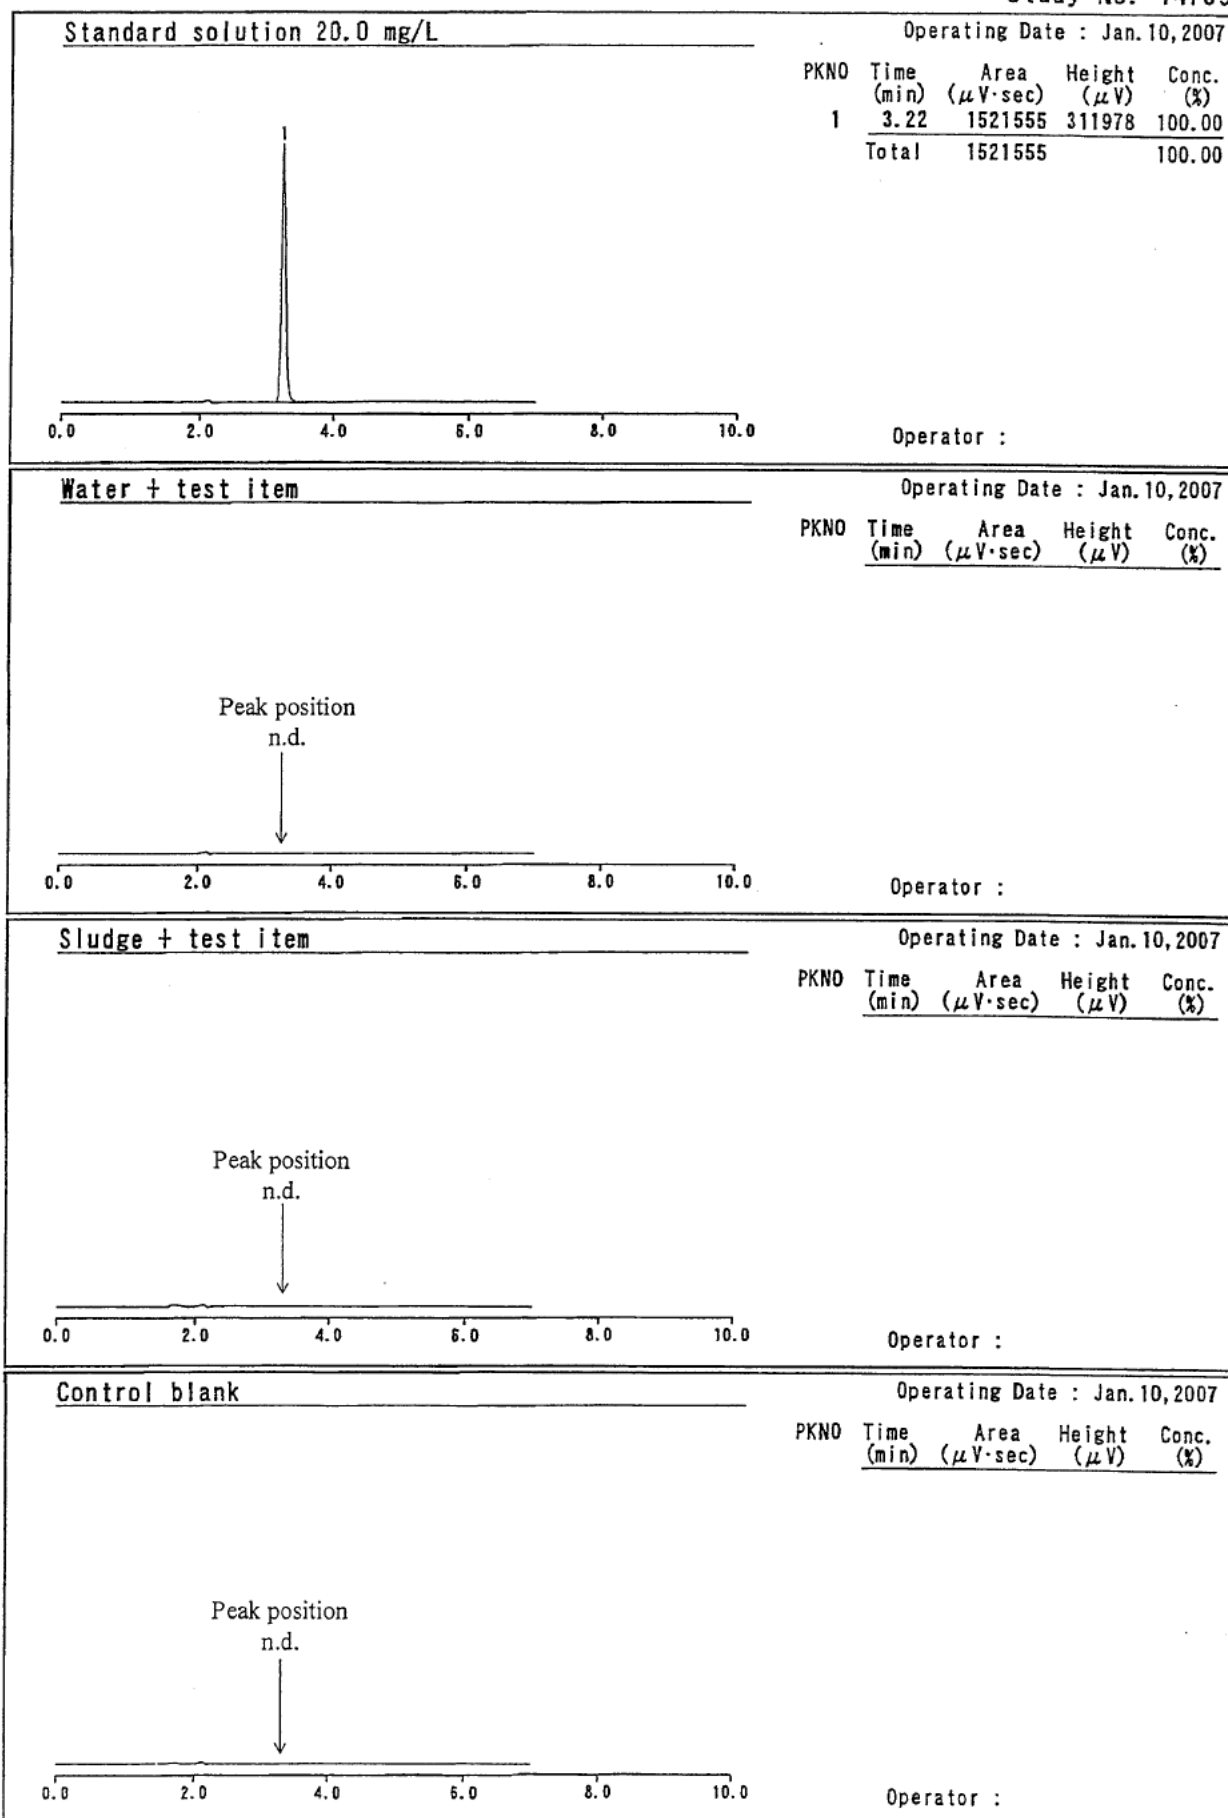 Standard solution 20.0 mg/L
Operating Date : Jan.10,2007
PKNO Time Area Height Conc.
(min) (μV·sec) (μV) (%)
1 3.22 1521555 311978 100.00
Total 1521555 100.00
1
0.0 2.0 4.0 6.0 8.0 10.0
Operator :
Water + test item
Operating Date : Jan.10,2007
PKNO Time Area Height Conc.
(min) (μV·sec) (μV) (%)
Peak position
n.d.
0.0 2.0 4.0 6.0 8.0 10.0
Operator :
Sludge + test item
Operating Date : Jan.10,2007
PKNO Time Area Height Conc.
(min) (μV·sec) (μV) (%)
Peak position
n.d.
0.0 2.0 4.0 6.0 8.0 10.0
Operator :
Control blank
Operating Date : Jan.10,2007
PKNO Time Area Height Conc.
(min) (μV·sec) (μV) (%)
Peak position
n.d.
0.0 2.0 4.0 6.0 8.0 10.0
Operator :